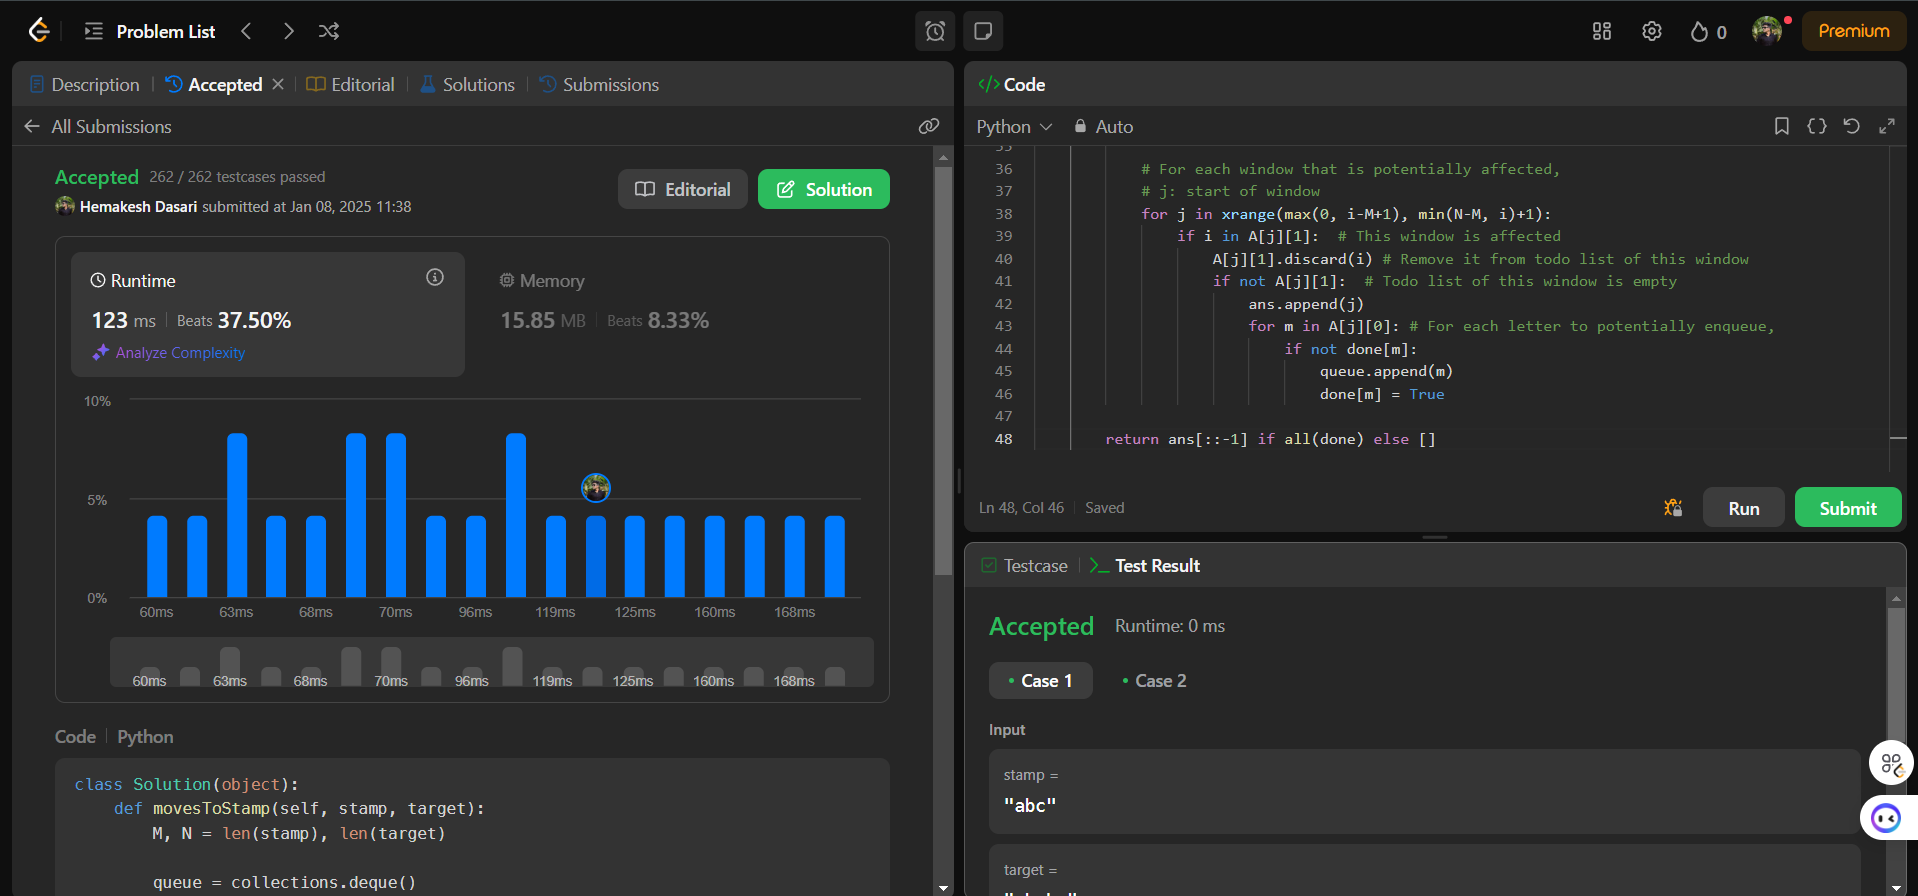 Problem List
0
Premium
Description
Accepted
Editorial
Solutions
Submissions
All Submissions
Accepted 262 / 262 testcases passed
Hemakesh Dasari submitted at Jan 08, 2025 11:38
Editorial
Solution
Runtime
123 ms Beats 37.50%
Analyze Complexity
Memory
15.85 MB Beats 8.33%
10%
5%
0%
60ms 63ms 68ms 70ms 96ms 119ms 125ms 160ms 168ms
60ms 63ms 68ms 70ms 96ms 119ms 125ms 160ms 168ms
Code Python
class Solution(object):
def movesToStamp(self, stamp, target):
M, N = len(stamp), len(target)
queue = collections.deque()
</> Code
Python Auto
36 # For each window that is potentially affected,
37 # j: start of window
38 for j in xrange(max(0, i-M+1), min(N-M, i)+1):
39 if i in A[j][1]: # This window is affected
40 A[j][1].discard(i) # Remove it from todo list of this window
41 if not A[j][1]: # Todo list of this window is empty
42 ans.append(j)
43 for m in A[j][0]: # For each letter to potentially enqueue,
44 if not done[m]:
45 queue.append(m)
46 done[m] = True
47
48 return ans[::-1] if all(done) else []
Ln 48, Col 46 Saved
Run
Submit
Testcase
Test Result
Accepted Runtime: 0 ms
Case 1
Case 2
Input
stamp =
"abc"
target =